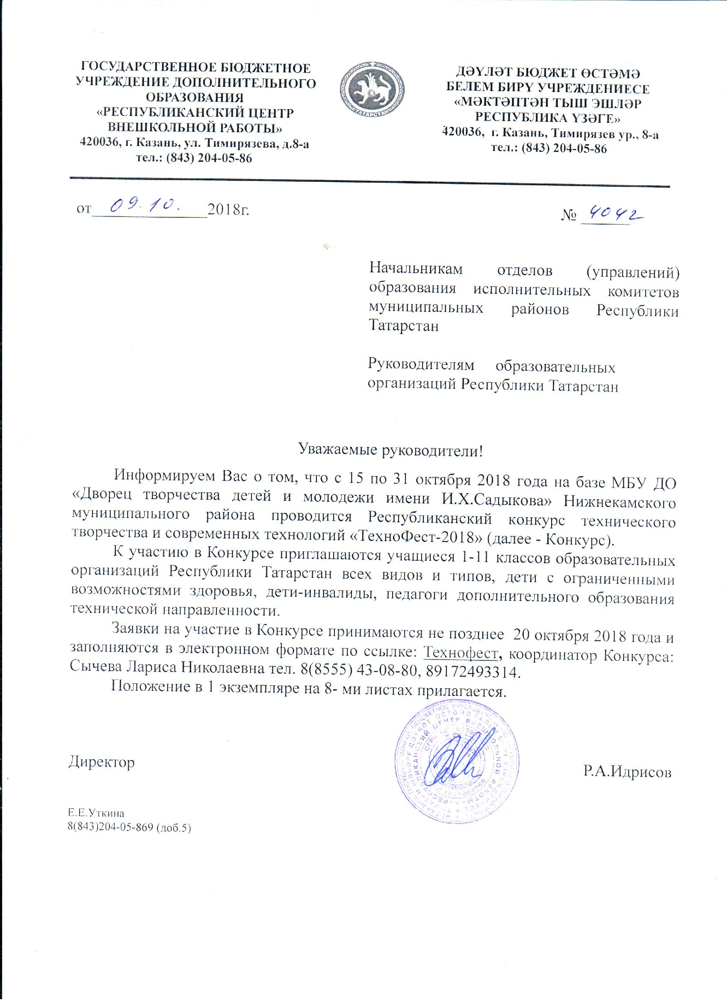 ГОСУДАРСТВЕННОЕ БЮДЖЕТНОЕ
УЧРЕЖДЕНИЕ ДОПОЛНИТЕЛЬНОГО
ОБРАЗОВАНИЯ
«РЕСПУБЛИКАНСКИЙ ЦЕНТР
ВНЕШКОЛЬНОЙ РАБОТЫ»
420036, г. Казань, ул. Тимирязева, д.8-а
тел.: (843) 204-05-86
ТАТАРСТАН
ДӘҮЛӘТ БЮДЖЕТ ӨСТӘМӘ
БЕЛЕМ БИРҮ УЧРЕЖДЕНИЕСЕ
«МӘКТӘПТӘН ТЫШ ЭШЛӘР
РЕСПУБЛИКА ҮЗӘГЕ»
420036, г. Казань, Тимирязев ур., 8-а
тел.: (843) 204-05-86
от 09.10. 2018г.
№ 4042
Начальникам отделов (управлений)
образования исполнительных комитетов
муниципальных районов Республики
Татарстан
Руководителям образовательных
организаций Республики Татарстан
Уважаемые руководители!
Информируем Вас о том, что с 15 по 31 октября 2018 года на базе МБУ ДО
«Дворец творчества детей и молодежи имени И.Х.Садыкова» Нижнекамского
муниципального района проводится Республиканский конкурс технического
творчества и современных технологий «ТехноФест-2018» (далее - Конкурс).
К участию в Конкурсе приглашаются учащиеся 1-11 классов образовательных
организаций Республики Татарстан всех видов и типов, дети с ограниченными
возможностями здоровья, дети-инвалиды, педагоги дополнительного образования
технической направленности.
Заявки на участие в Конкурсе принимаются не позднее 20 октября 2018 года и
заполняются в электронном формате по ссылке: Технофест, координатор Конкурса:
Сычева Лариса Николаевна тел. 8(8555) 43-08-80, 89172493314.
Положение в 1 экземпляре на 8- ми листах прилагается.
Директор
Р.А.Идрисов
Е.Е.Уткина
8(843)204-05-869 (доб.5)